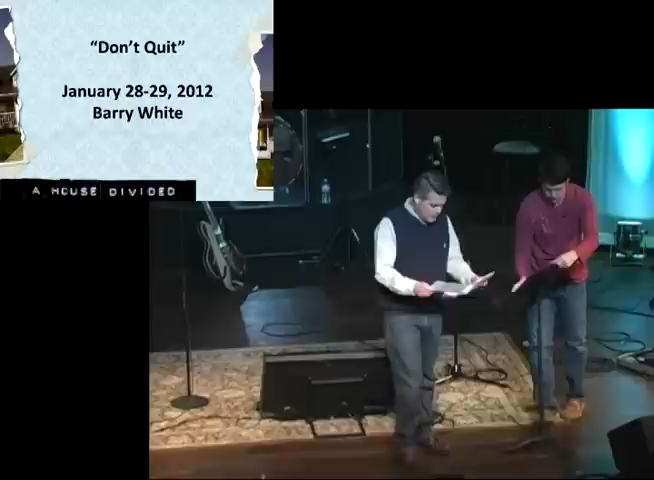 “Don’t Quit”
January 28-29, 2012
Barry White
A HOUSE DIVIDED